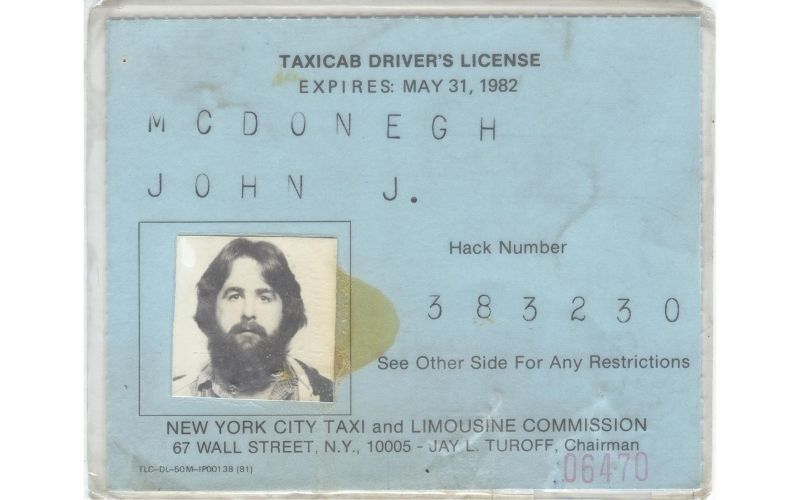 TAXICAB DRIVER'S LICENSE
EXPIRES: MAY 31, 1982
MCDONEGH
JOHN J.
Hack Number
383230
See Other Side For Any Restrictions
NEW YORK CITY TAXI and LIMOUSINE COMMISSION
67 WALL STREET, N.Y., 10005 - JAY L. TUROFF, Chairman
TLC-DL-50M-IP00138 (81)
06470